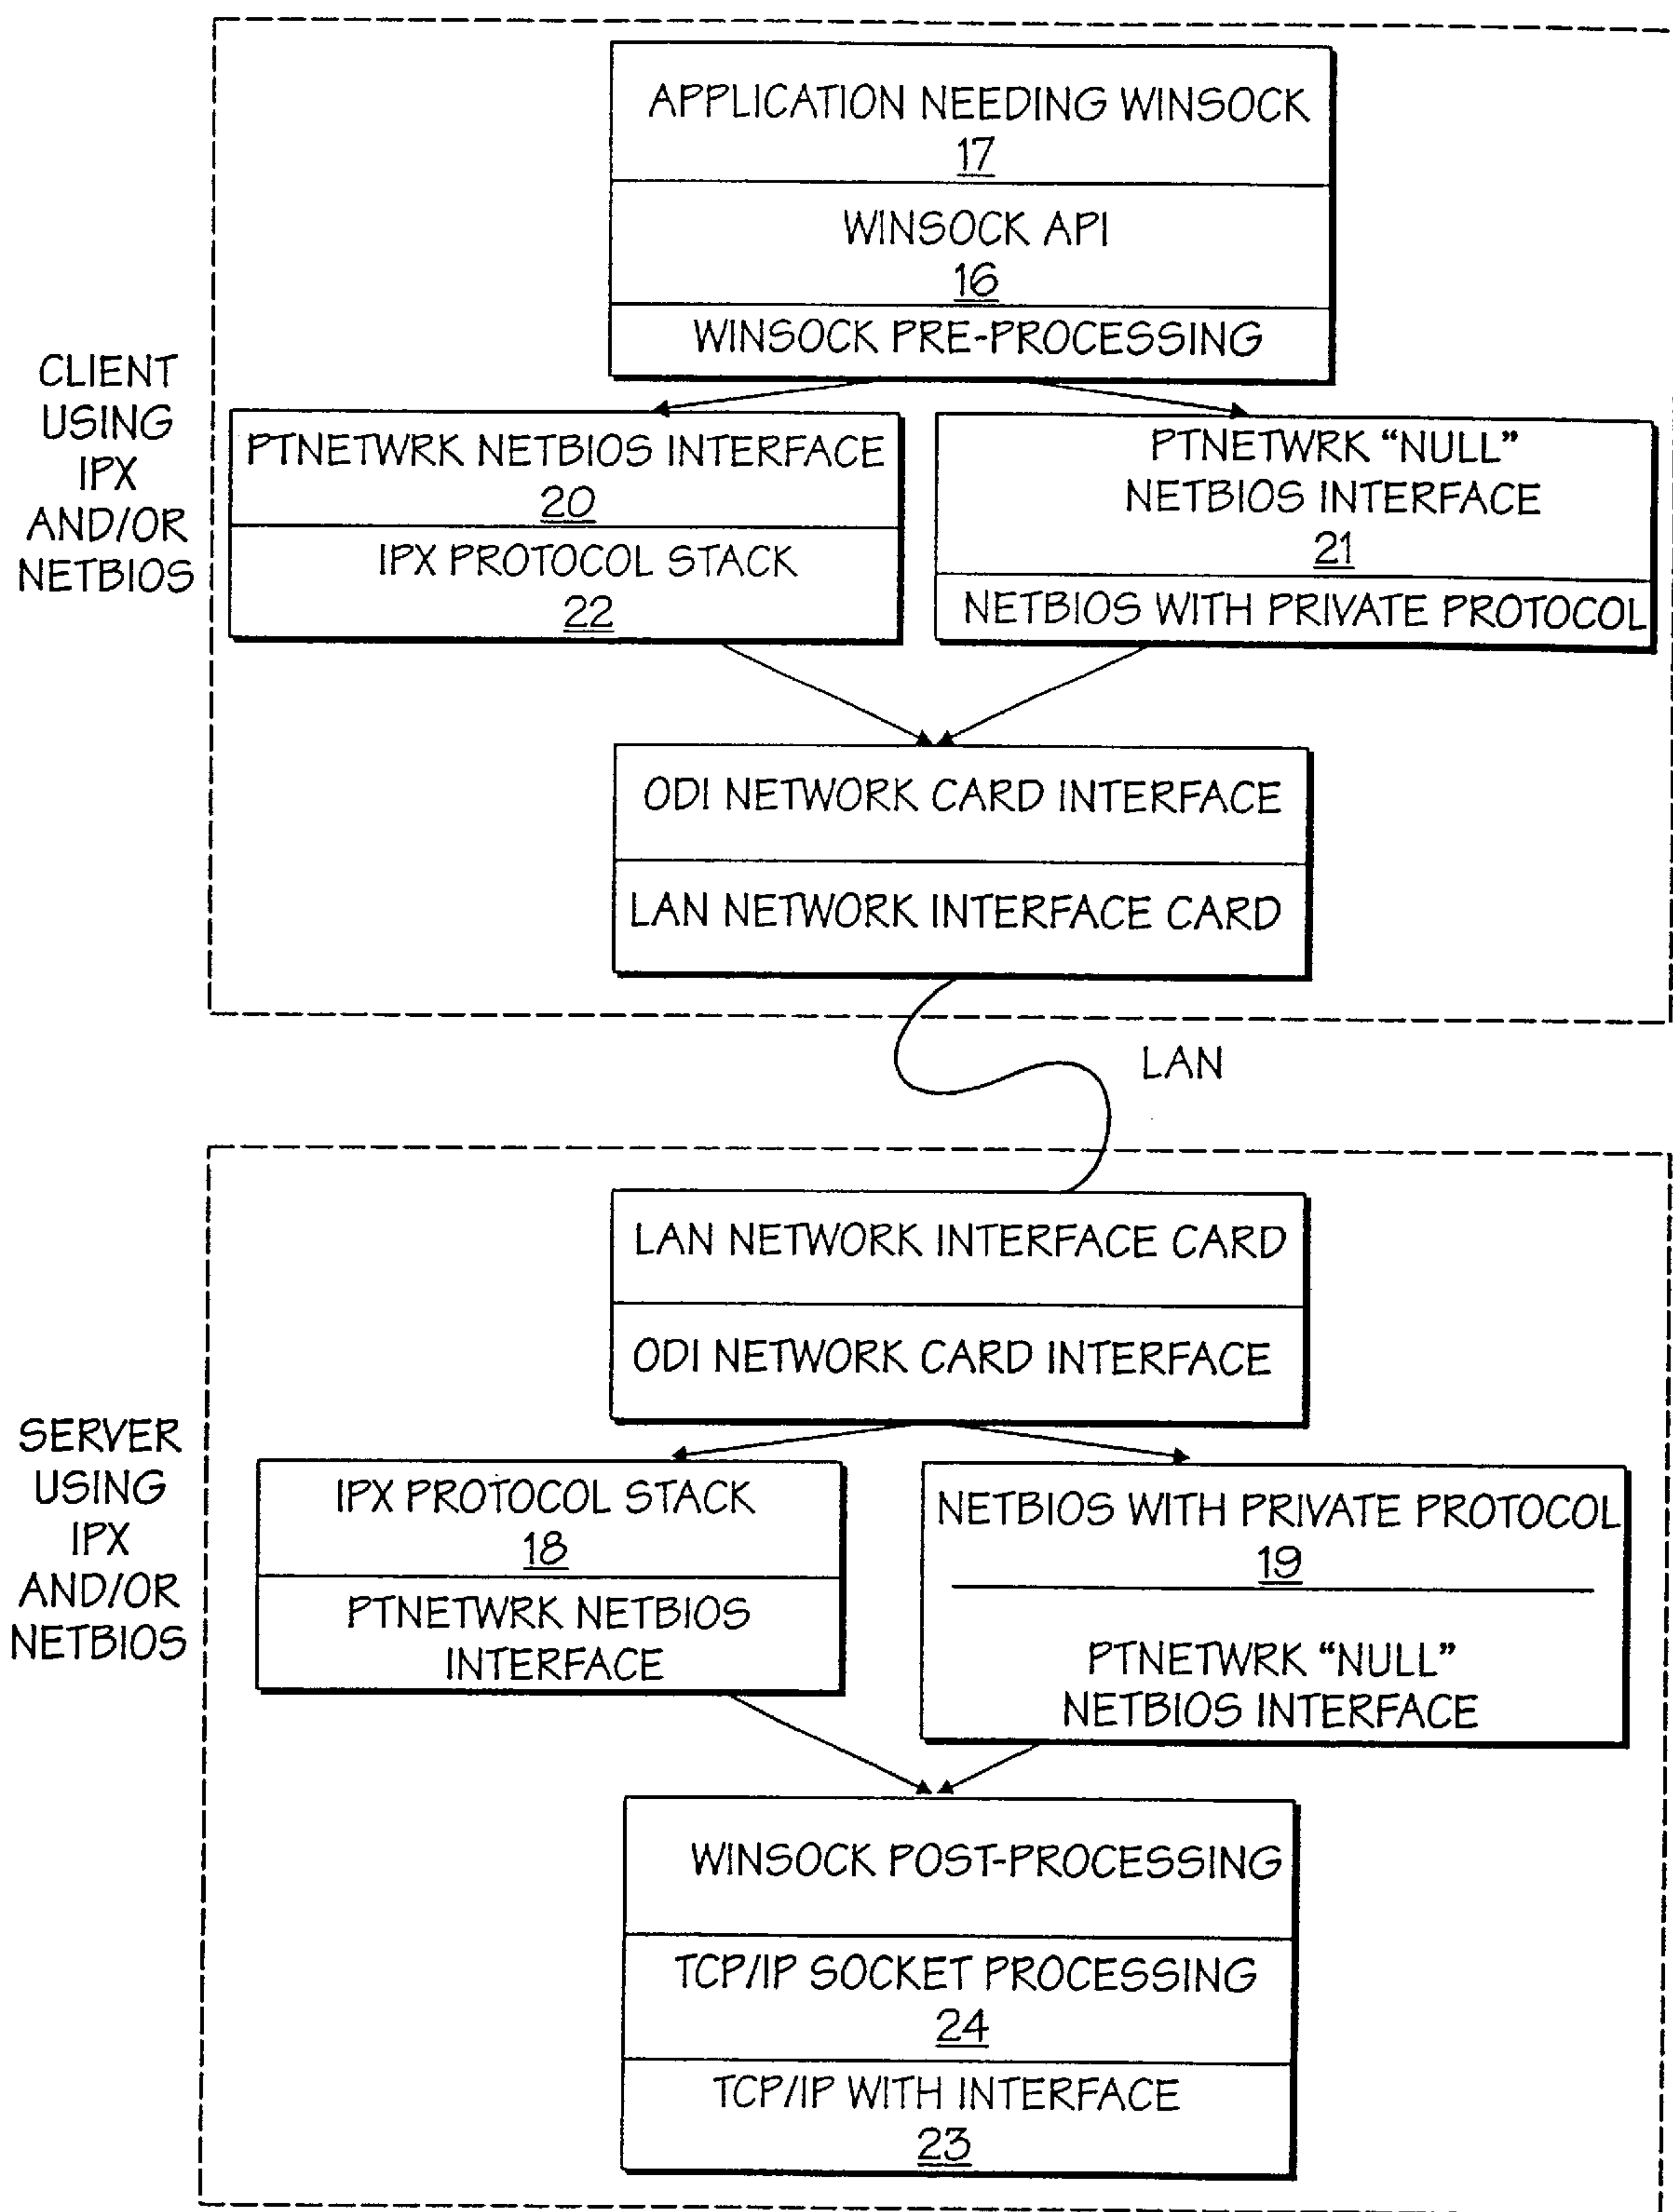 APPLICATION NEEDING WINSOCK
17
WINSOCK API
16
WINSOCK PRE-PROCESSING
CLIENT
USING
IPX
AND/OR
NETBIOS
PTNETWRK NETBIOS INTERFACE
20
IPX PROTOCOL STACK
22
PTNETWRK “NULL”
NETBIOS INTERFACE
21
NETBIOS WITH PRIVATE PROTOCOL
ODI NETWORK CARD INTERFACE
LAN NETWORK INTERFACE CARD
LAN
LAN NETWORK INTERFACE CARD
ODI NETWORK CARD INTERFACE
SERVER
USING
IPX
AND/OR
NETBIOS
IPX PROTOCOL STACK
18
PTNETWRK NETBIOS
INTERFACE
NETBIOS WITH PRIVATE PROTOCOL
19
PTNETWRK “NULL”
NETBIOS INTERFACE
WINSOCK POST-PROCESSING
TCP/IP SOCKET PROCESSING
24
TCP/IP WITH INTERFACE
23